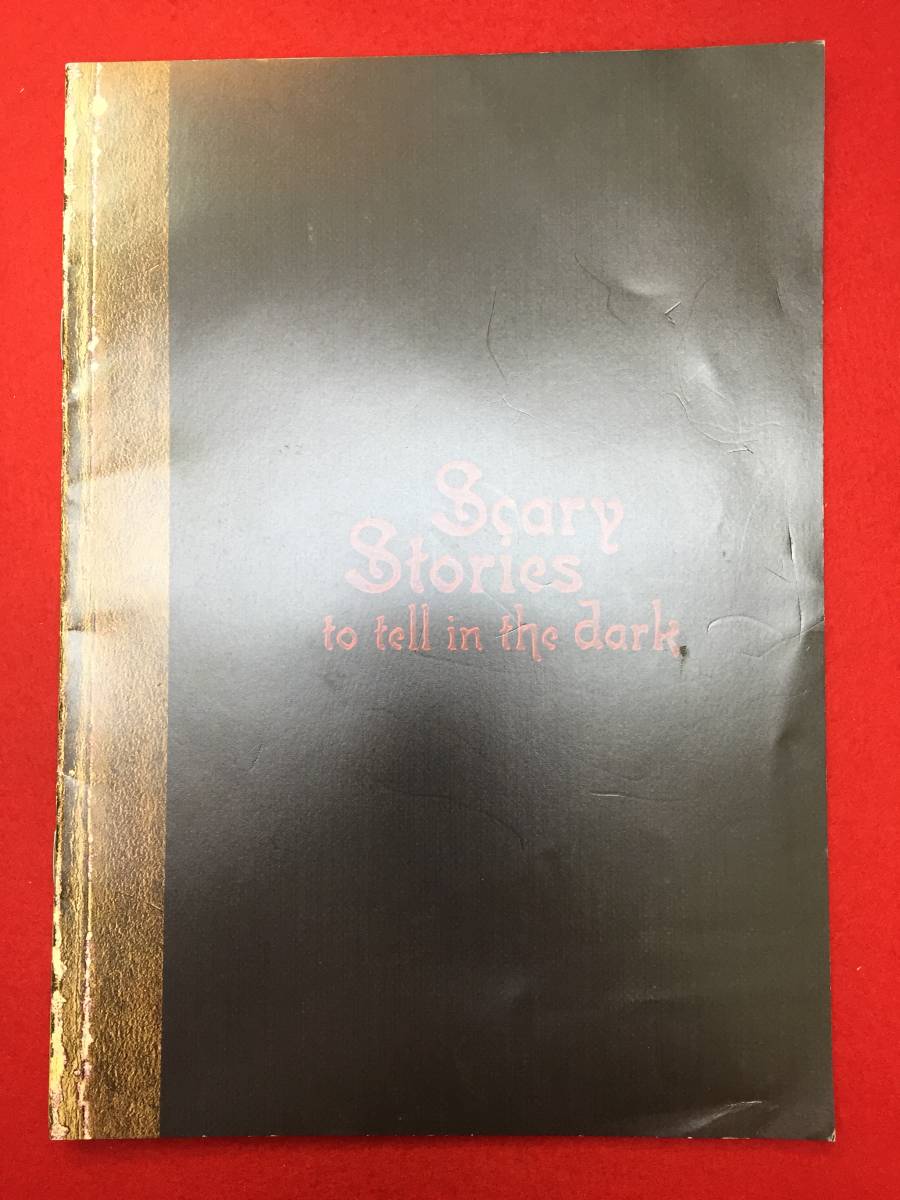 Scary
Stories
to tell in the dark